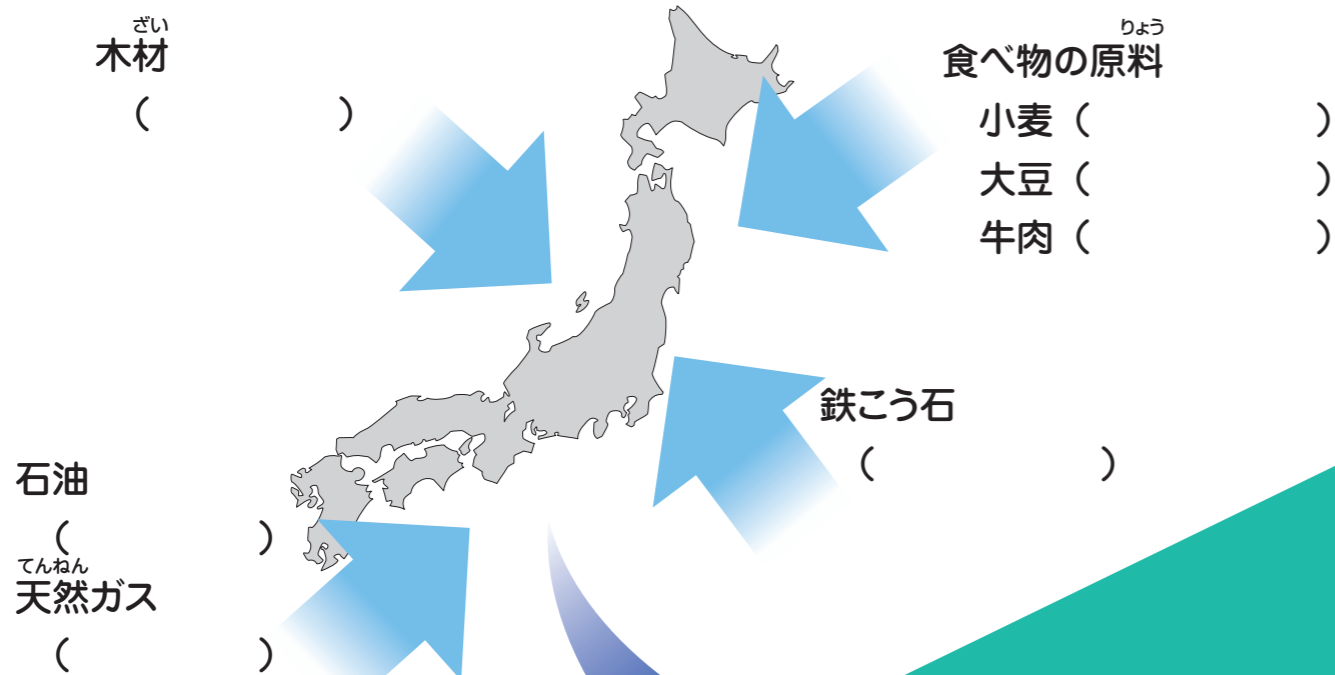 ざい
木材
(　　　　　)
りょう
食べ物の原料
小麦 (　　　　　)
大豆 (　　　　　)
牛肉 (　　　　　)
鉄こう石
(　　　　　)
石油
(　　　　　)
てんねん
天然ガス
(　　　　　)